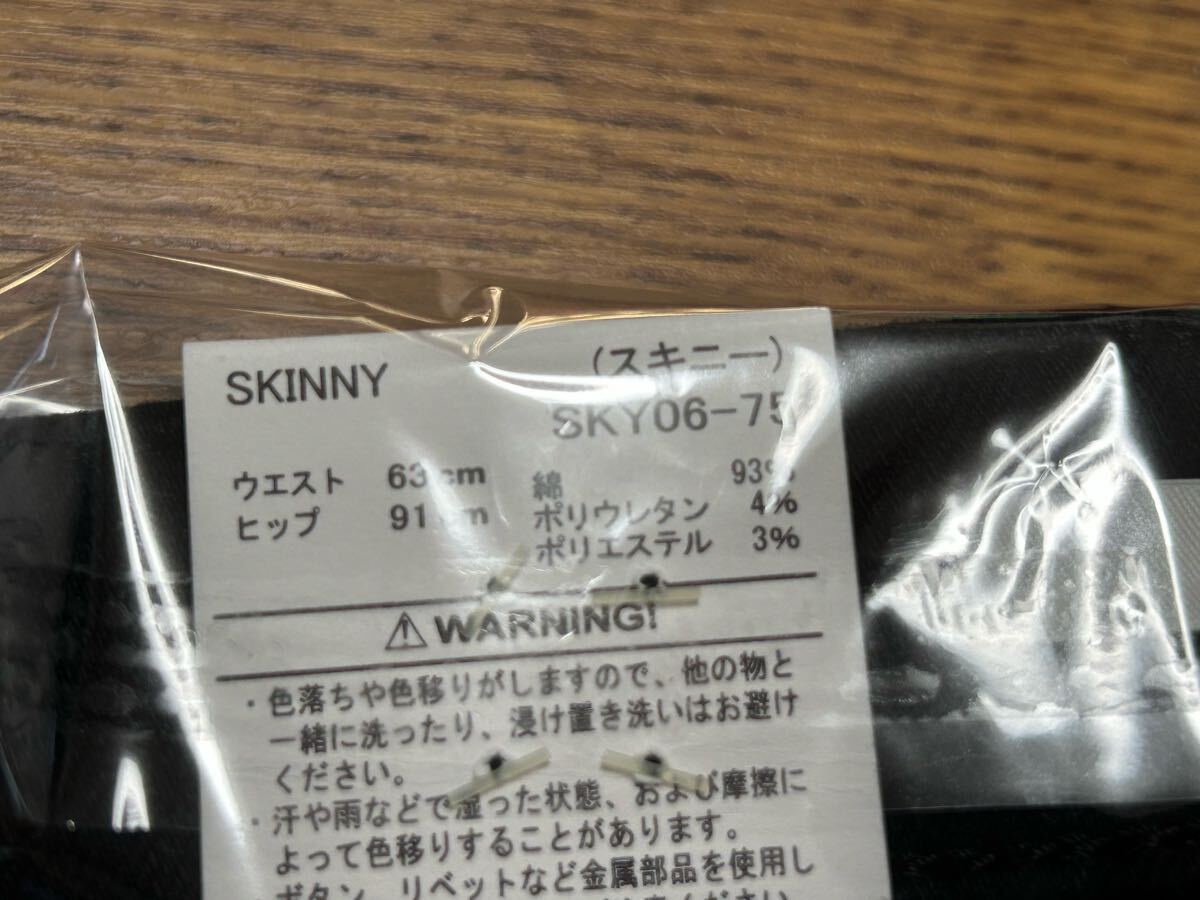 SKINNY (スキニー)
SKY06-75
ウエスト 63cm
ヒップ 91cm
綿 93%
ポリウレタン 4%
ポリエステル 3%
⚠WARNING!
・色落ちや色移りがしますので、他の物と
一緒に洗ったり、浸け置き洗いはお避け
ください。
・汗や雨などで湿った状態、および摩擦に
よって色移りすることがあります。
ボタン、リベットなど金属部品を使用し
ください